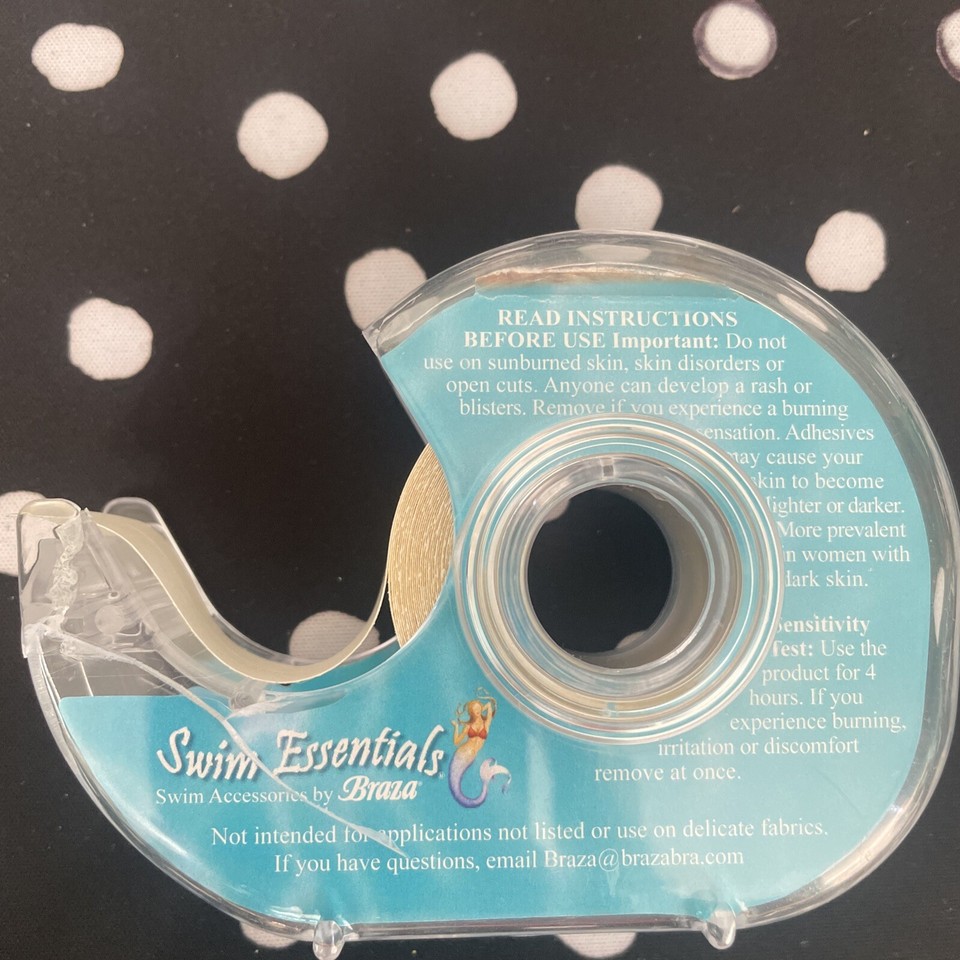 READ INSTRUCTIONS
BEFORE USE Important: Do not
use on sunburned skin, skin disorders or
open cuts. Anyone can develop a rash or
blisters. Remove if you experience a burning
sensation. Adhesives
may cause your
skin to become
lighter or darker.
More prevalent
in women with
dark skin.
Sensitivity
Test: Use the
product for 4
hours. If you
experience burning,
irritation or discomfort
remove at once.
Swim Essentials
Swim Accessories by Braza
Not intended for applications not listed or use on delicate fabrics.
If you have questions, email Braza@brazabra.com